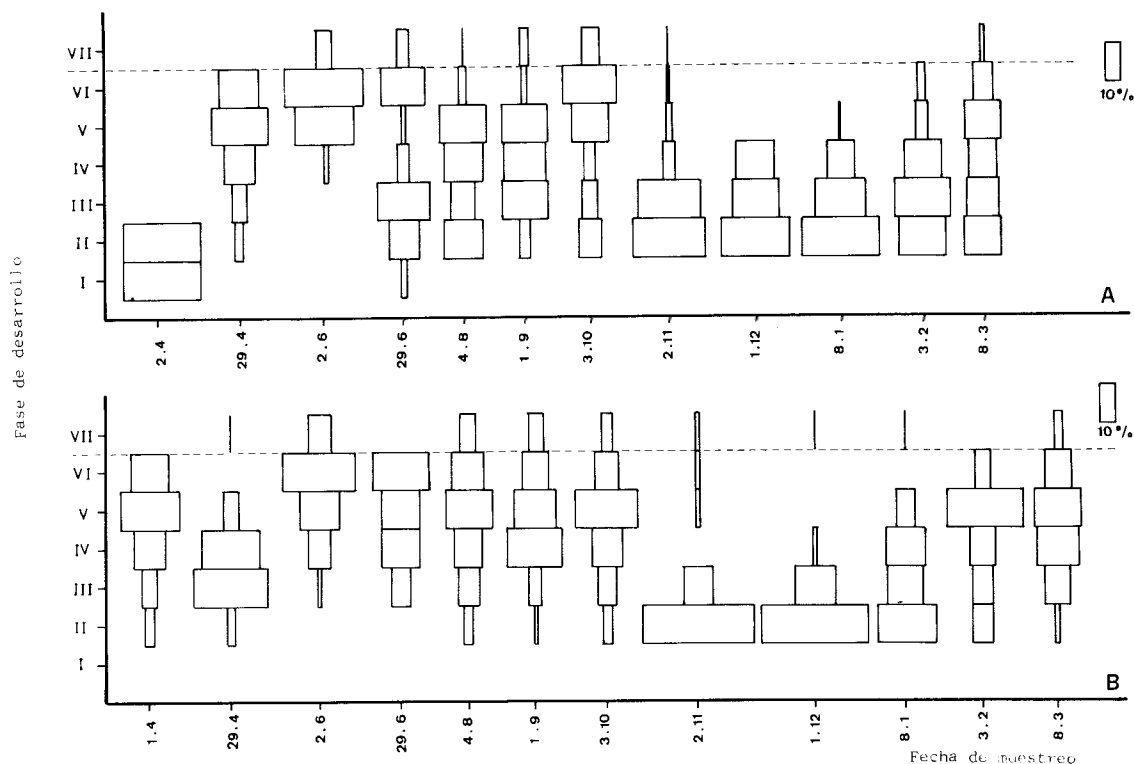 VII
VI
V
IV
III
II
I
10%
A
2.4
29.4
2.6
29.6
4.8
1.9
3.10
2.11
1.12
8.1
3.2
8.3
Fase de desarrollo
VII
VI
V
IV
III
II
I
10%
B
1.4
29.4
2.6
29.6
4.8
1.9
3.10
2.11
1.12
8.1
3.2
8.3
Fecha de muestreo